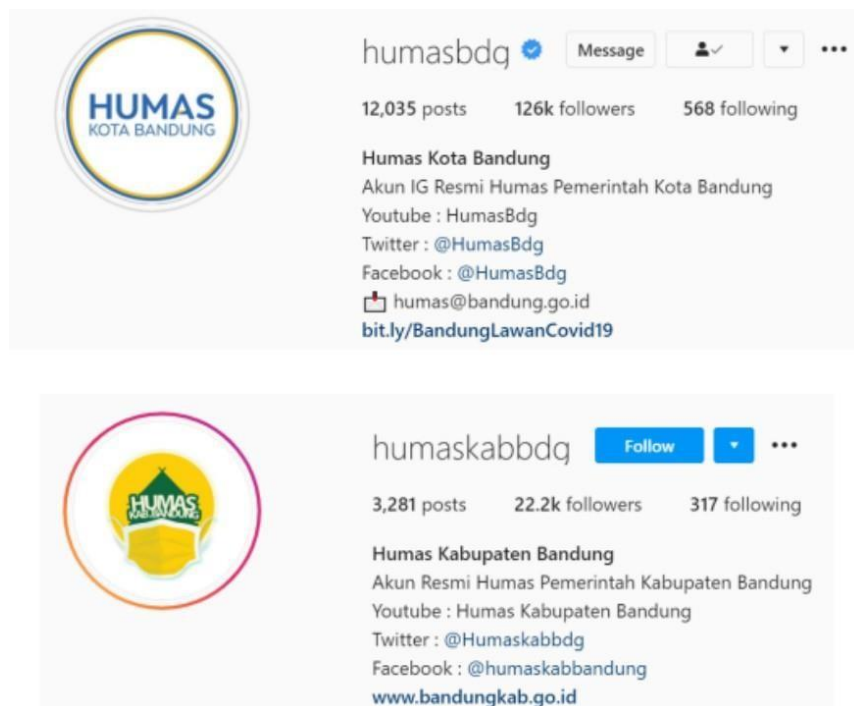 HUMAS
KOTA BANDUNG
humasbdg Message
12,035 posts 126k followers 568 following
Humas Kota Bandung
Akun IG Resmi Humas Pemerintah Kota Bandung
Youtube : HumasBdg
Twitter : @HumasBdg
Facebook : @HumasBdg
humas@bandung.go.id
bit.ly/BandungLawanCovid19
HUMAS
KAB.BANDUNG
humaskabbdg Follow
3,281 posts 22.2k followers 317 following
Humas Kabupaten Bandung
Akun Resmi Humas Pemerintah Kabupaten Bandung
Youtube : Humas Kabupaten Bandung
Twitter : @Humaskabbdg
Facebook : @humaskabbandung
www.bandungkab.go.id